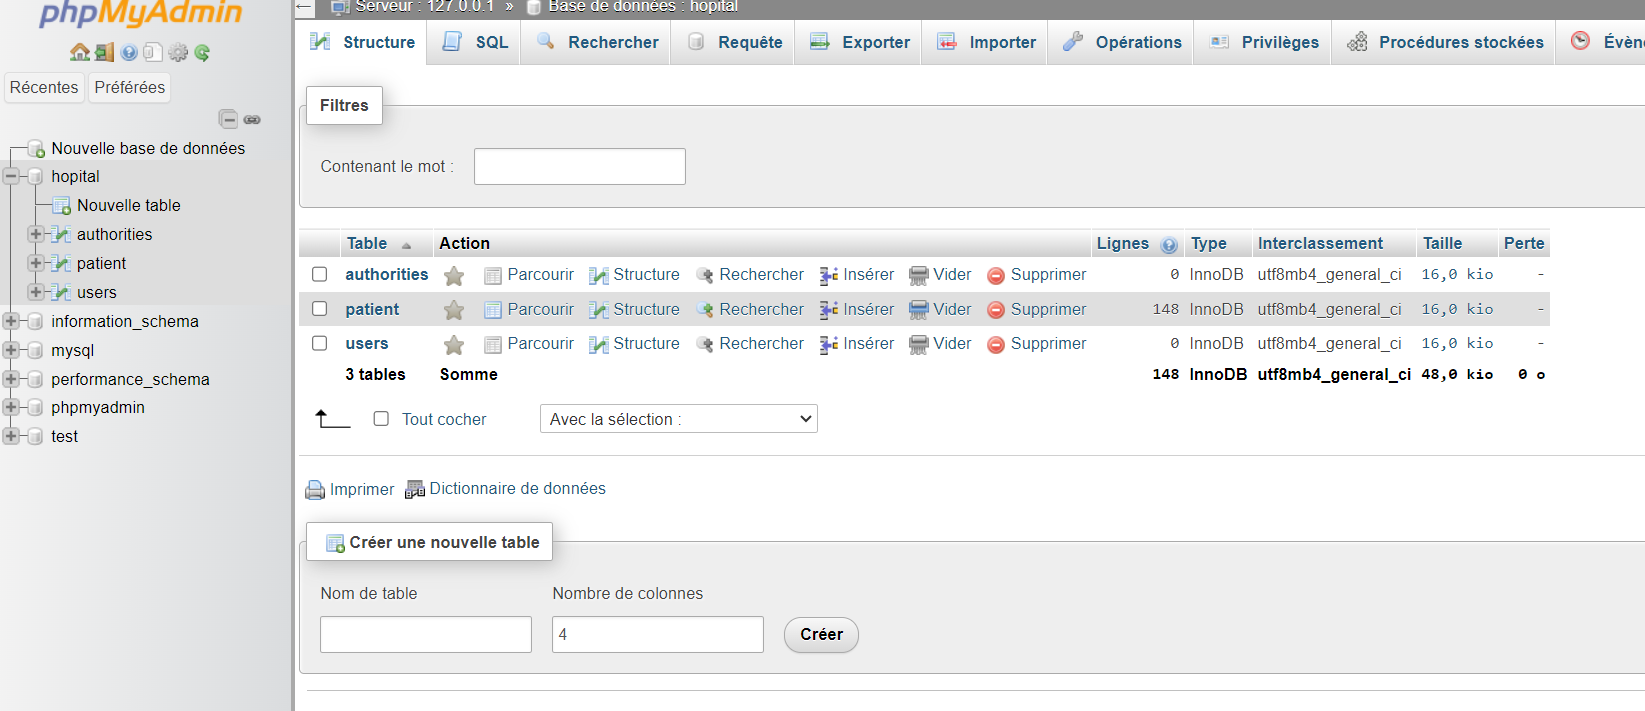 phpMyAdmin
Récentes Préférées
Nouvelle base de données
hopital
Nouvelle table
authorities
patient
users
information_schema
mysql
performance_schema
phpmyadmin
test
← Serveur : 127.0.0.1 » Base de données : hopital
Structure SQL Rechercher Requête Exporter Importer Opérations Privilèges Procédures stockées Évèn
Filtres
Contenant le mot :
Table Action Lignes Type Interclassement Taille Perte
authorities Parcourir Structure Rechercher Insérer Vider Supprimer 0 InnoDB utf8mb4_general_ci 16,0 kio -
patient Parcourir Structure Rechercher Insérer Vider Supprimer 148 InnoDB utf8mb4_general_ci 16,0 kio -
users Parcourir Structure Rechercher Insérer Vider Supprimer 0 InnoDB utf8mb4_general_ci 16,0 kio -
3 tables Somme 148 InnoDB utf8mb4_general_ci 48,0 kio 0 o
Tout cocher Avec la sélection :
Imprimer Dictionnaire de données
Créer une nouvelle table
Nom de table Nombre de colonnes
4 Créer